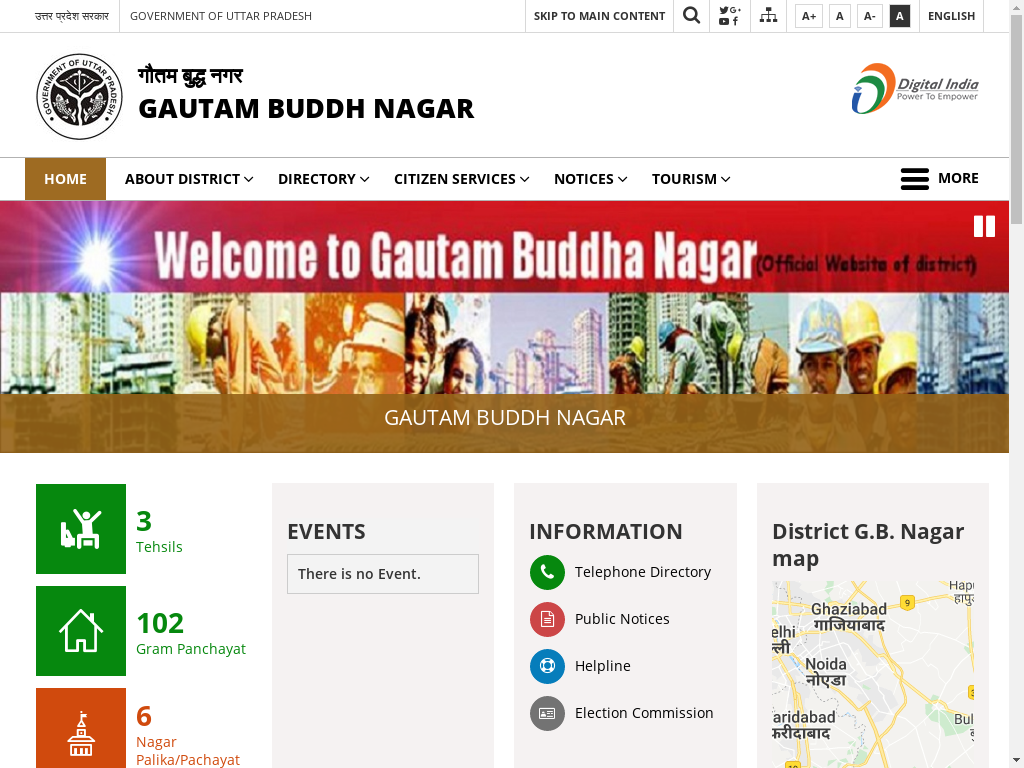 उत्तर प्रदेश सरकार
GOVERNMENT OF UTTAR PRADESH
SKIP TO MAIN CONTENT
A+
A
A-
A
ENGLISH
GOVERNMENT OF UTTAR PRADESH
गौतम बुद्ध नगर
GAUTAM BUDDH NAGAR
Digital India
Power To Empower
HOME
ABOUT DISTRICT
DIRECTORY
CITIZEN SERVICES
NOTICES
TOURISM
MORE
Welcome to Gautam Buddha Nagar
(Official Website of district)
GAUTAM BUDDH NAGAR
3
Tehsils
102
Gram Panchayat
6
Nagar
Palika/Pachayat
EVENTS
There is no Event.
INFORMATION
Telephone Directory
Public Notices
Helpline
Election Commission
District G.B. Nagar
map
Hapu
हापुड़
Ghaziabad
गाज़ियाबाद
9
elhi
ल्ली
Noida
नोएडा
aridabad
फरीदाबाद
Bul
19